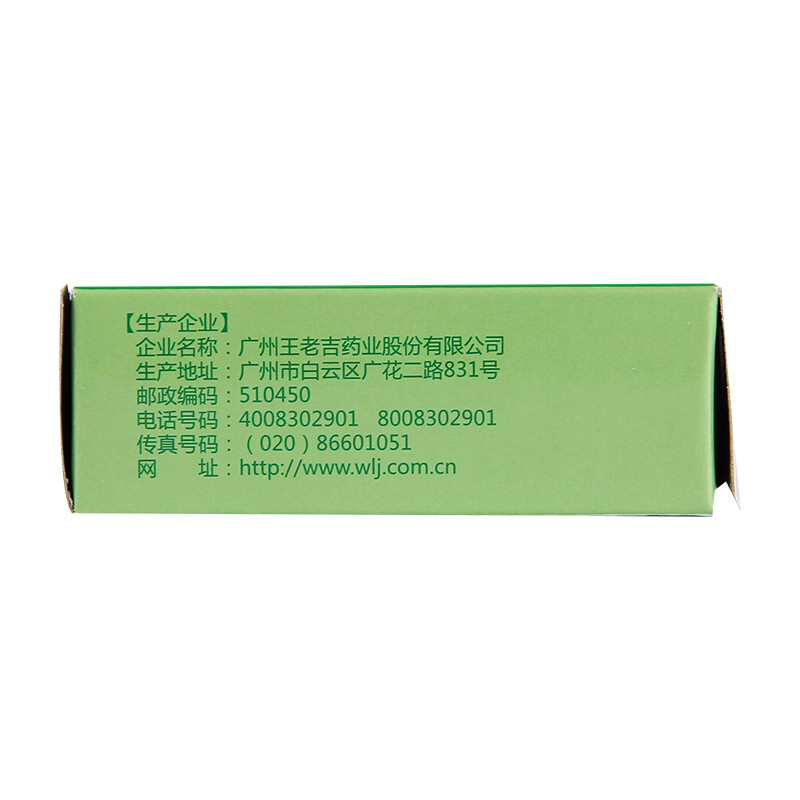 【生产企业】
企业名称：广州王老吉药业股份有限公司
生产地址：广州市白云区广花二路831号
邮政编码：510450
电话号码：4008302901 8008302901
传真号码：（020）86601051
网 址：http://www.wlj.com.cn